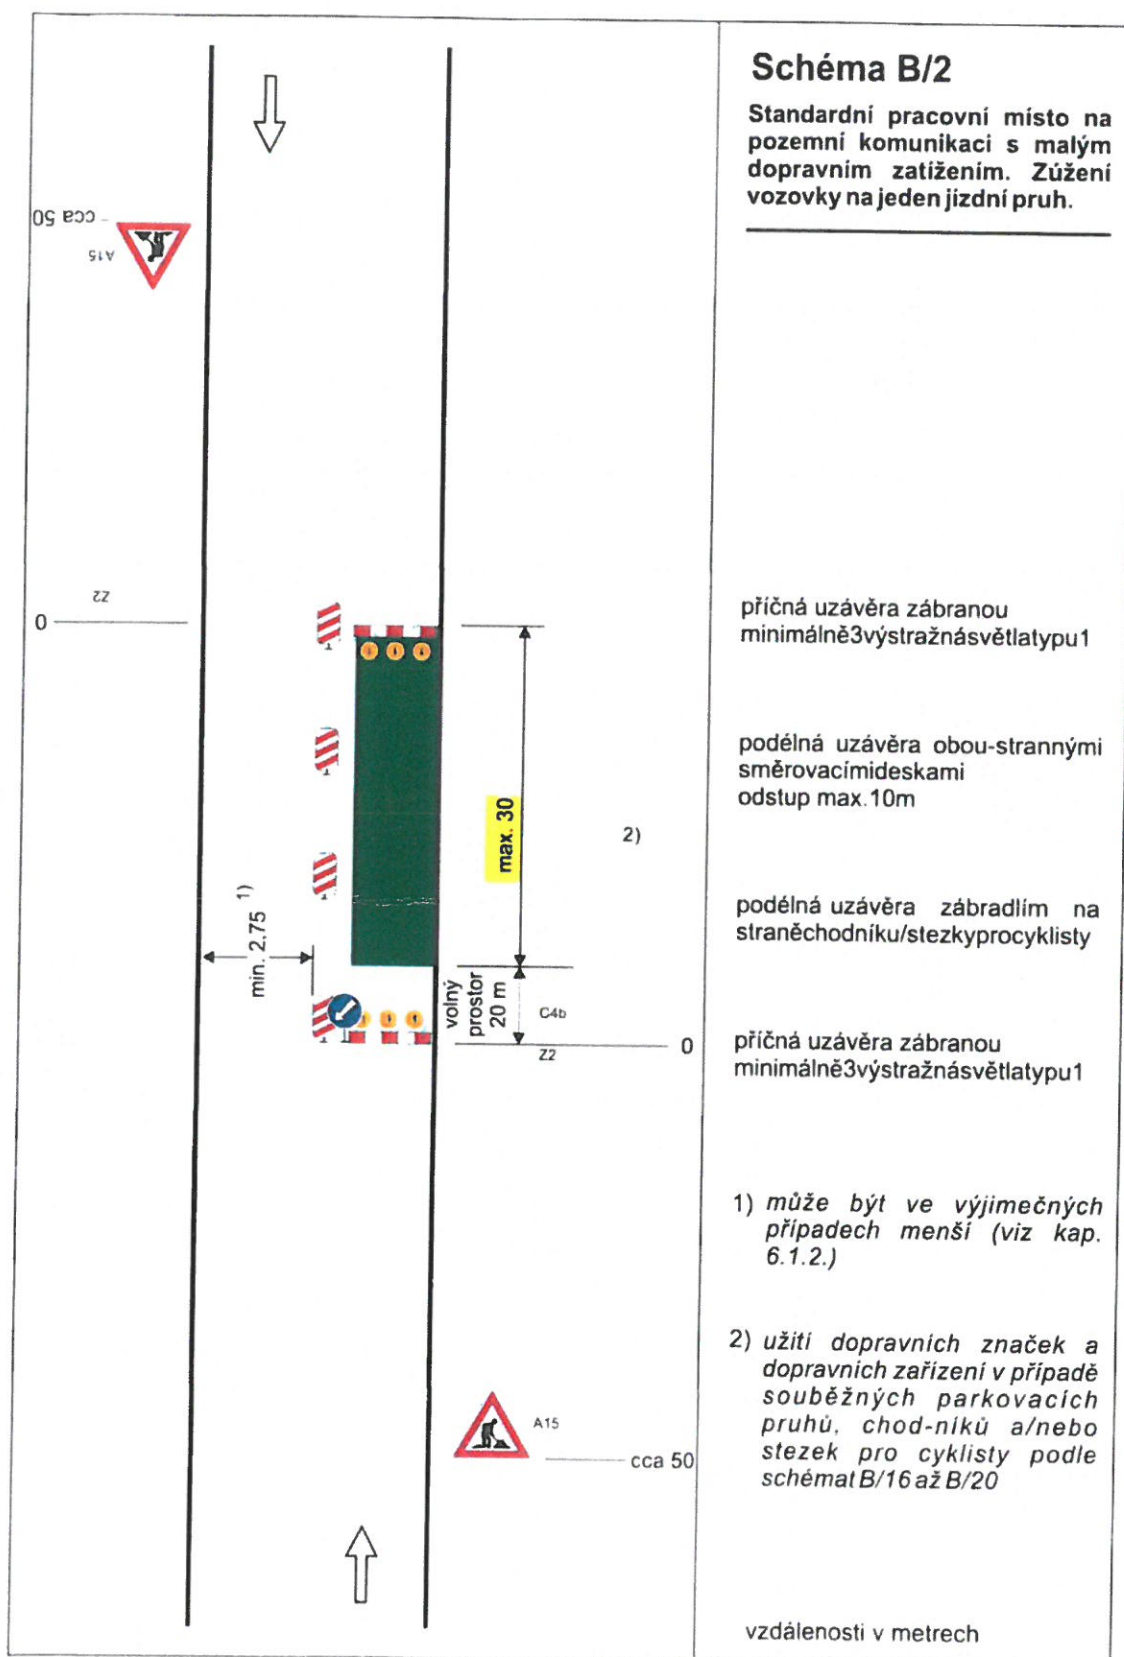 Schéma B/2
Standardní pracovní místo na
pozemní komunikaci s malým
dopravním zatížením. Zúžení
vozovky na jeden jízdní pruh.
cca 50
A15
Z2
0
příčná uzávěra zábranou
minimálně3výstražnásvětlatypu1
podélná uzávěra obou-strannými
směrovacímideskami
odstup max.10m
max. 30
2)
podélná uzávěra zábradlím na
straněchodníku/stezkyprocyklisty
min. 2,75 1)
volný
prostor
20 m
C4b
Z2
0
příčná uzávěra zábranou
minimálně3výstražnásvětlatypu1
1) může být ve výjimečných
případech menší (viz kap.
6.1.2.)
2) užití dopravních značek a
dopravních zařízení v případě
souběžných parkovacích
pruhů, chod-níků a/nebo
stezek pro cyklisty podle
schémat B/16 až B/20
A15
cca 50
vzdálenosti v metrech